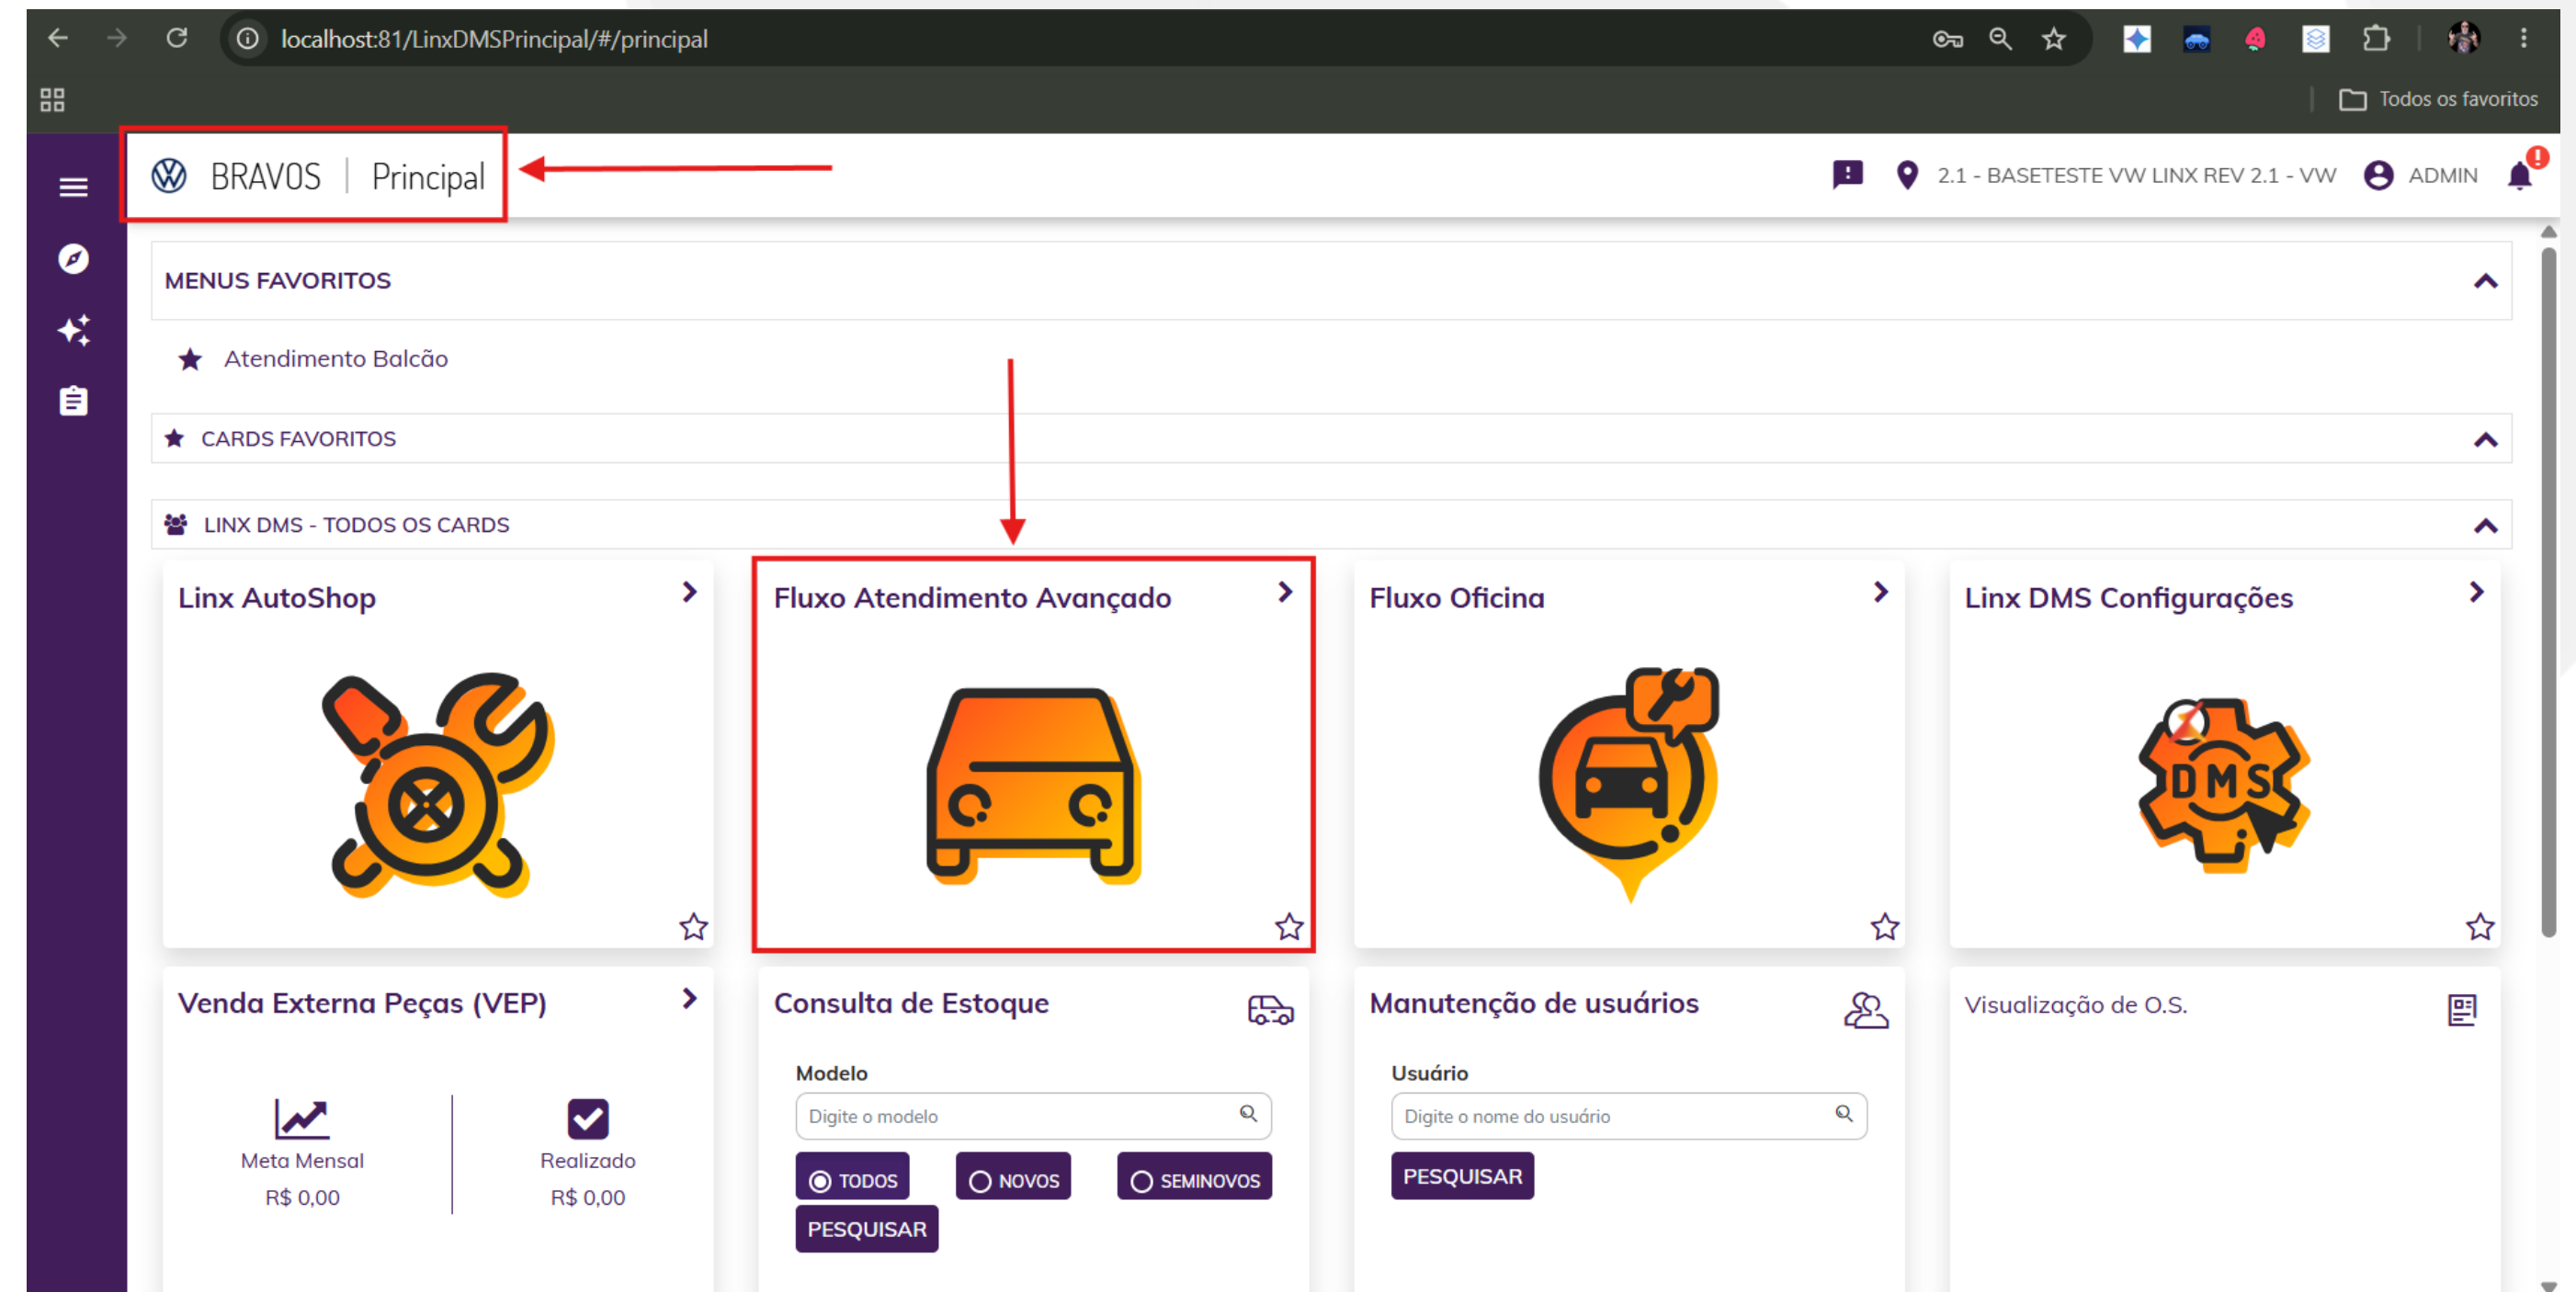 localhost:81/LinxDMSPrincipal/#/principal
Todos os favoritos
BRAVOS | Principal
2.1 - BASETESTE VW LINX REV 2.1 - VW
ADMIN
MENUS FAVORITOS
Atendimento Balcão
CARDS FAVORITOS
LINX DMS - TODOS OS CARDS
Linx AutoShop
Fluxo Atendimento Avançado
Fluxo Oficina
Linx DMS Configurações
DMS
Venda Externa Peças (VEP)
Meta Mensal
R$ 0,00
Realizado
R$ 0,00
Consulta de Estoque
Modelo
Digite o modelo
TODOS
NOVOS
SEMINOVOS
PESQUISAR
Manutenção de usuários
Usuário
Digite o nome do usuário
PESQUISAR
Visualização de O.S.